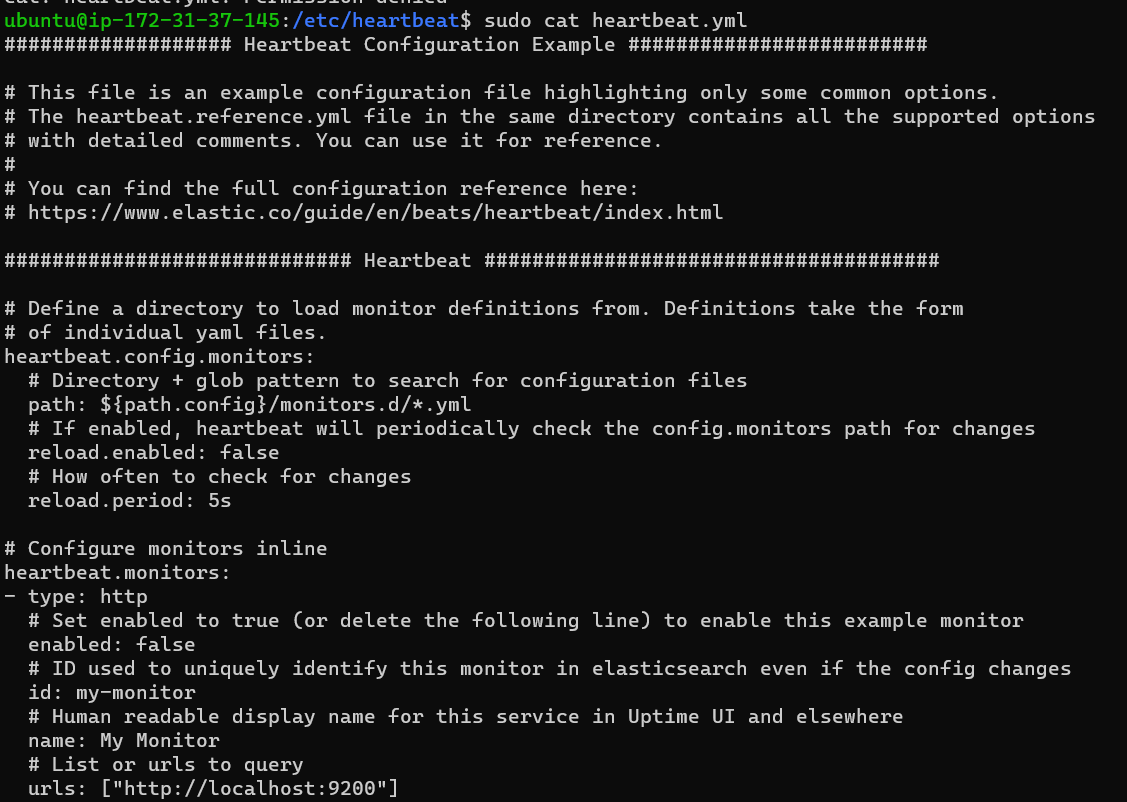 cat: heartbeat.yml: Permission denied
ubuntu@ip-172-31-37-145:/etc/heartbeat$ sudo cat heartbeat.yml
################### Heartbeat Configuration Example #########################

# This file is an example configuration file highlighting only some common options.
# The heartbeat.reference.yml file in the same directory contains all the supported options
# with detailed comments. You can use it for reference.
#
# You can find the full configuration reference here:
# https://www.elastic.co/guide/en/beats/heartbeat/index.html

############################# Heartbeat ######################################

# Define a directory to load monitor definitions from. Definitions take the form
# of individual yaml files.
heartbeat.config.monitors:
  # Directory + glob pattern to search for configuration files
  path: ${path.config}/monitors.d/*.yml
  # If enabled, heartbeat will periodically check the config.monitors path for changes
  reload.enabled: false
  # How often to check for changes
  reload.period: 5s

# Configure monitors inline
heartbeat.monitors:
- type: http
  # Set enabled to true (or delete the following line) to enable this example monitor
  enabled: false
  # ID used to uniquely identify this monitor in elasticsearch even if the config changes
  id: my-monitor
  # Human readable display name for this service in Uptime UI and elsewhere
  name: My Monitor
  # List or urls to query
  urls: ["http://localhost:9200"]